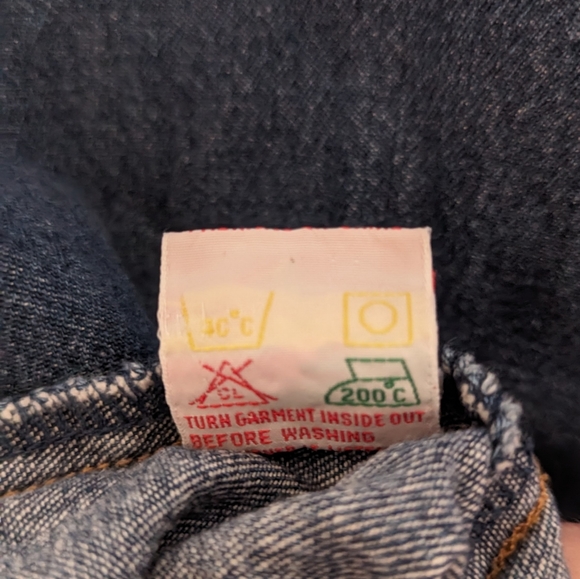 40°C
CL
200°C
TURN GARMENT INSIDE OUT
BEFORE WASHING